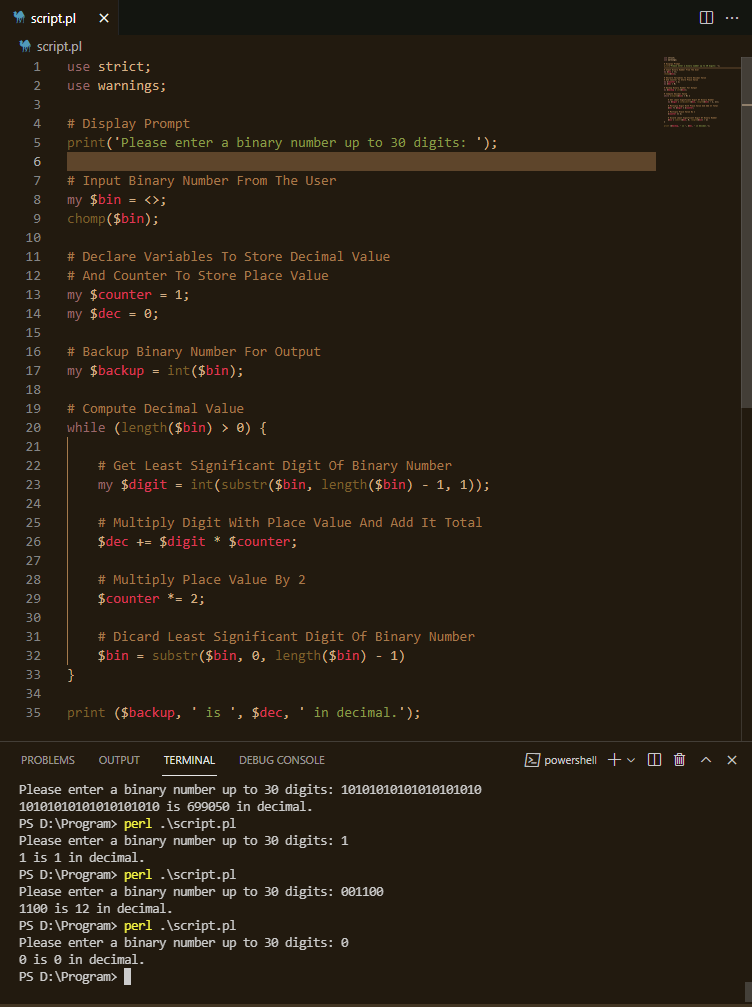 script.pl
script.pl
1 use strict;
2 use warnings;
3
4 # Display Prompt
5 print('Please enter a binary number up to 30 digits: ');
6
7 # Input Binary Number From The User
8 my $bin = <>;
9 chomp($bin);
10
11 # Declare Variables To Store Decimal Value
12 # And Counter To Store Place Value
13 my $counter = 1;
14 my $dec = 0;
15
16 # Backup Binary Number For Output
17 my $backup = int($bin);
18
19 # Compute Decimal Value
20 while (length($bin) > 0) {
21
22 # Get Least Significant Digit Of Binary Number
23 my $digit = int(substr($bin, length($bin) - 1, 1));
24
25 # Multiply Digit With Place Value And Add It Total
26 $dec += $digit * $counter;
27
28 # Multiply Place Value By 2
29 $counter *= 2;
30
31 # Dicard Least Significant Digit Of Binary Number
32 $bin = substr($bin, 0, length($bin) - 1)
33 }
34
35 print ($backup, ' is ', $dec, ' in decimal.');
PROBLEMS OUTPUT TERMINAL DEBUG CONSOLE powershell
Please enter a binary number up to 30 digits: 10101010101010101010
10101010101010101010 is 699050 in decimal.
PS D:\Program> perl .\script.pl
Please enter a binary number up to 30 digits: 1
1 is 1 in decimal.
PS D:\Program> perl .\script.pl
Please enter a binary number up to 30 digits: 001100
1100 is 12 in decimal.
PS D:\Program> perl .\script.pl
Please enter a binary number up to 30 digits: 0
0 is 0 in decimal.
PS D:\Program>